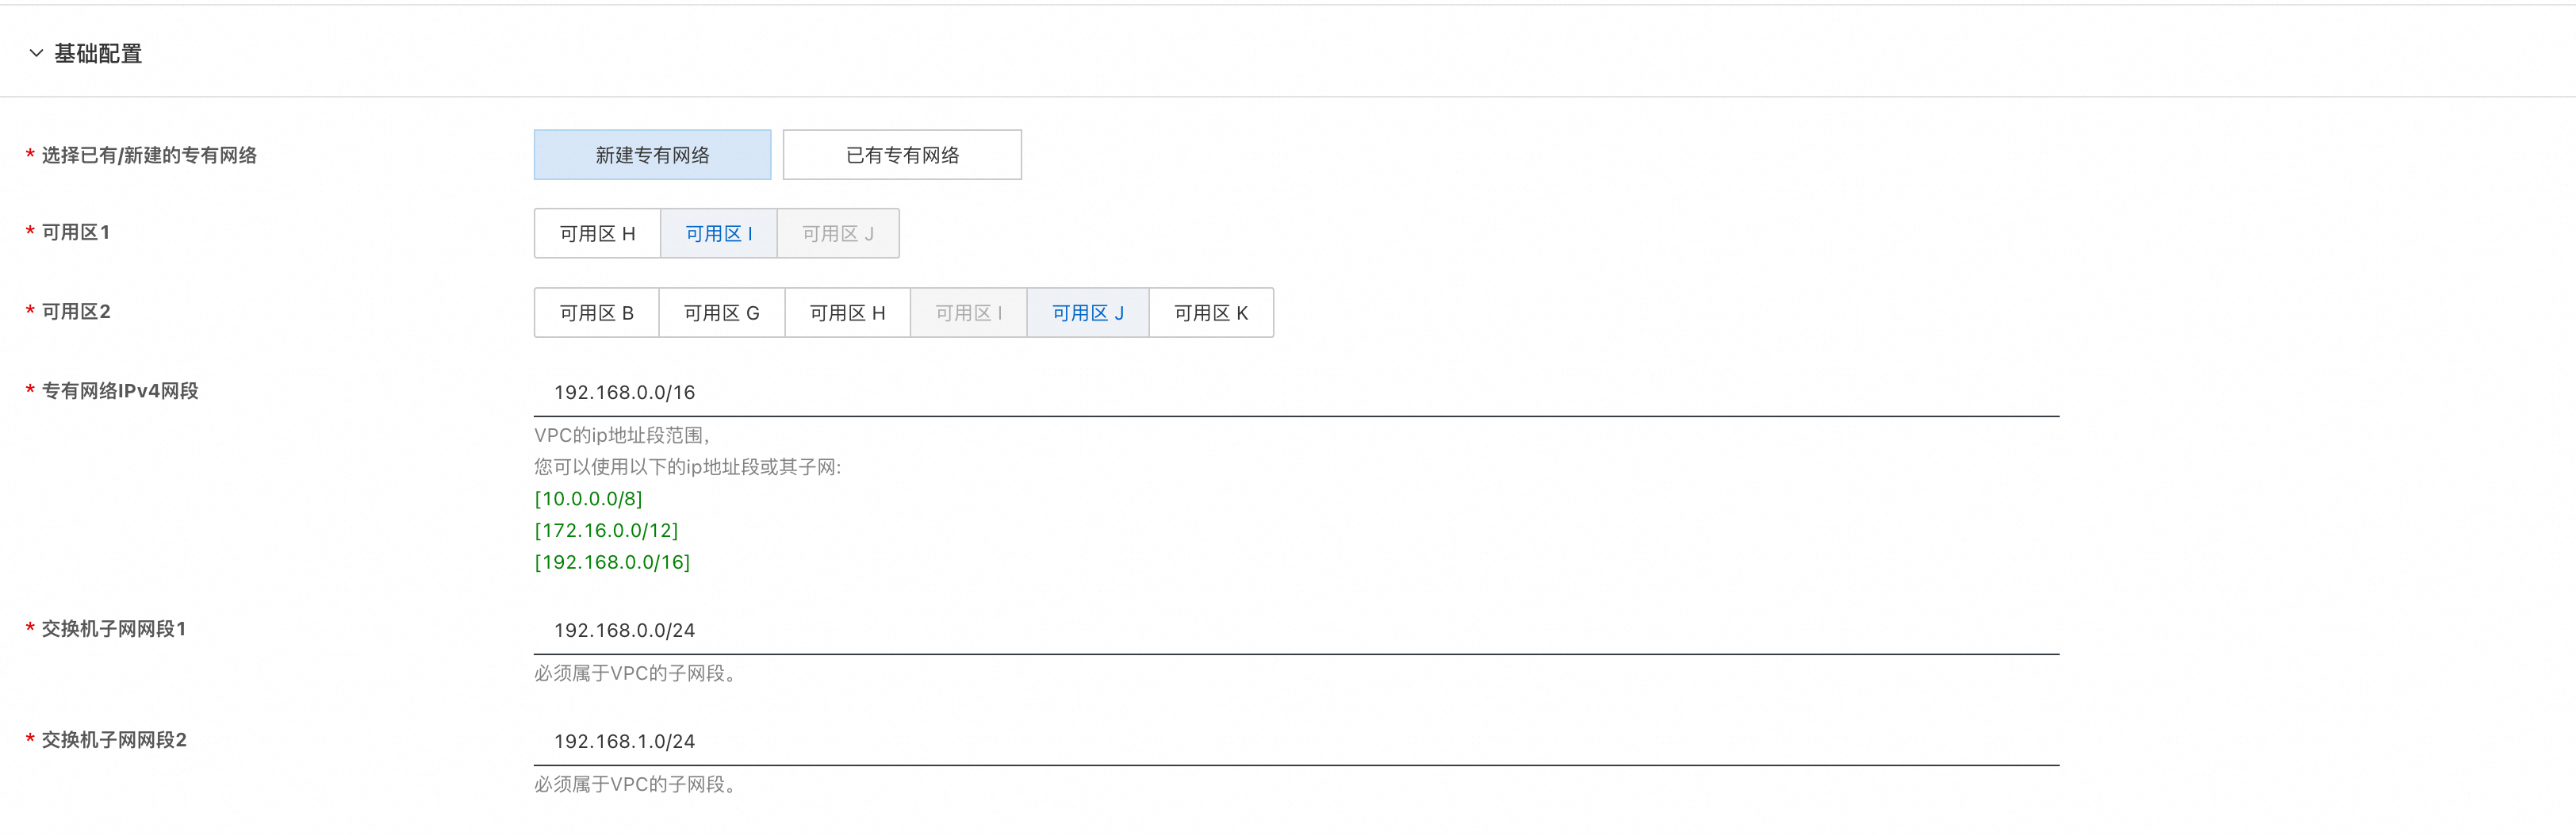 基础配置
* 选择已有/新建的专有网络 新建专有网络 已有专有网络
* 可用区1 可用区 H 可用区 I 可用区 J
* 可用区2 可用区 B 可用区 G 可用区 H 可用区 I 可用区 J 可用区 K
* 专有网络IPv4网段 192.168.0.0/16
VPC的ip地址段范围，
您可以使用以下的ip地址段或其子网:
[10.0.0.0/8]
[172.16.0.0/12]
[192.168.0.0/16]
* 交换机子网网段1 192.168.0.0/24
必须属于VPC的子网段。
* 交换机子网网段2 192.168.1.0/24
必须属于VPC的子网段。